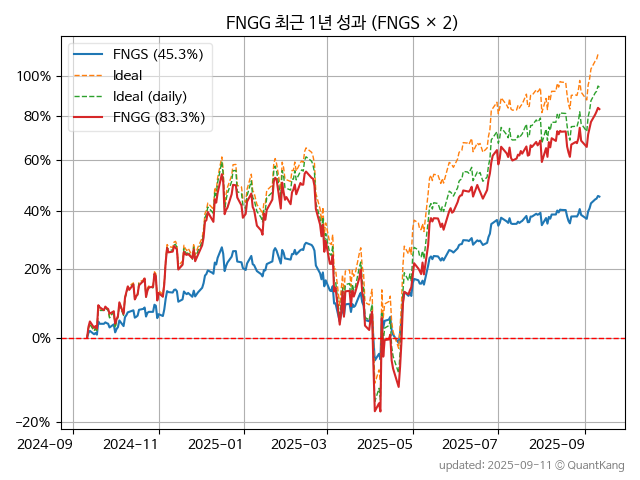 FNGG 최근 1년 성과 (FNGS × 2)
FNGS (45.3%)
Ideal
Ideal (daily)
FNGG (83.3%)
100%
80%
60%
40%
20%
0%
−20%
2024−09
2024−11
2025−01
2025−03
2025−05
2025−07
2025−09
updated: 2025−09−11 © QuantKang